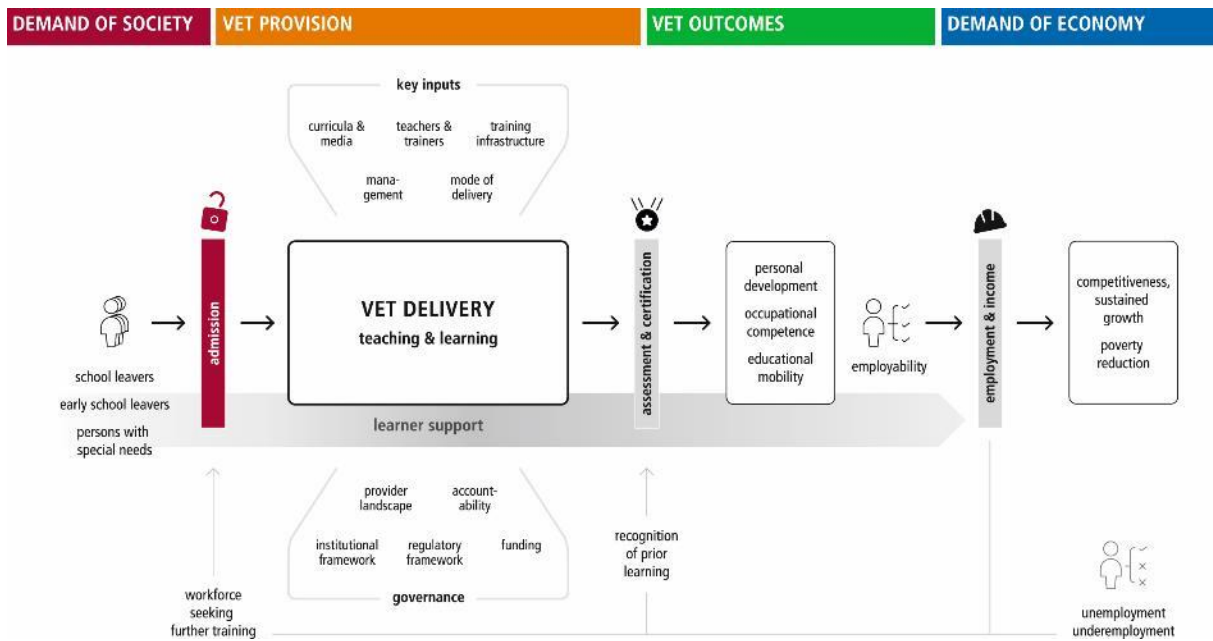 DEMAND OF SOCIETY
VET PROVISION
VET OUTCOMES
DEMAND OF ECONOMY
key inputs
curricula &
media
teachers &
trainers
training
infrastructure
mana-
gement
mode of
delivery
admission
VET DELIVERY
teaching & learning
assessment & certification
personal
development
occupational
competence
educational
mobility
employability
employment & income
competitiveness,
sustained
growth
poverty
reduction
school leavers
early school leavers
persons with
special needs
learner support
provider
landscape
account-
ability
institutional
framework
regulatory
framework
funding
governance
recognition
of prior
learning
workforce
seeking
further training
unemployment
underemployment